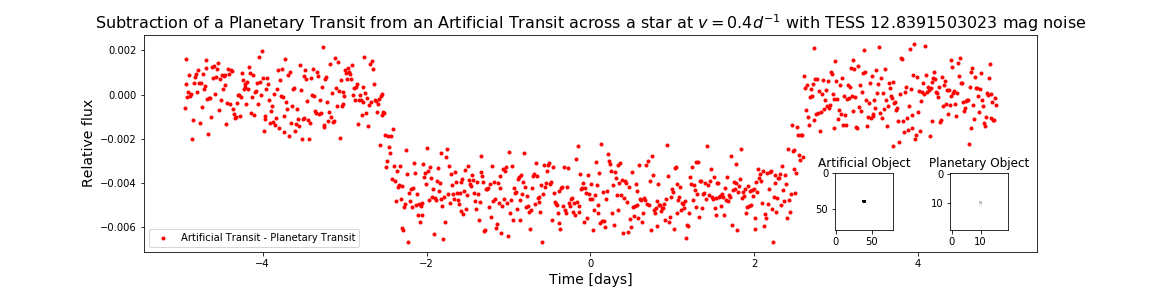 Subtraction of a Planetary Transit from an Artificial Transit across a star at v = 0.4d⁻¹ with TESS 12.8391503023 mag noise
Relative flux
0.002
0.000
−0.002
−0.004
−0.006
Artificial Transit - Planetary Transit
Artificial Object
0
50
0 50
Planetary Object
0
10
0 10
−4 −2 0 2 4
Time [days]